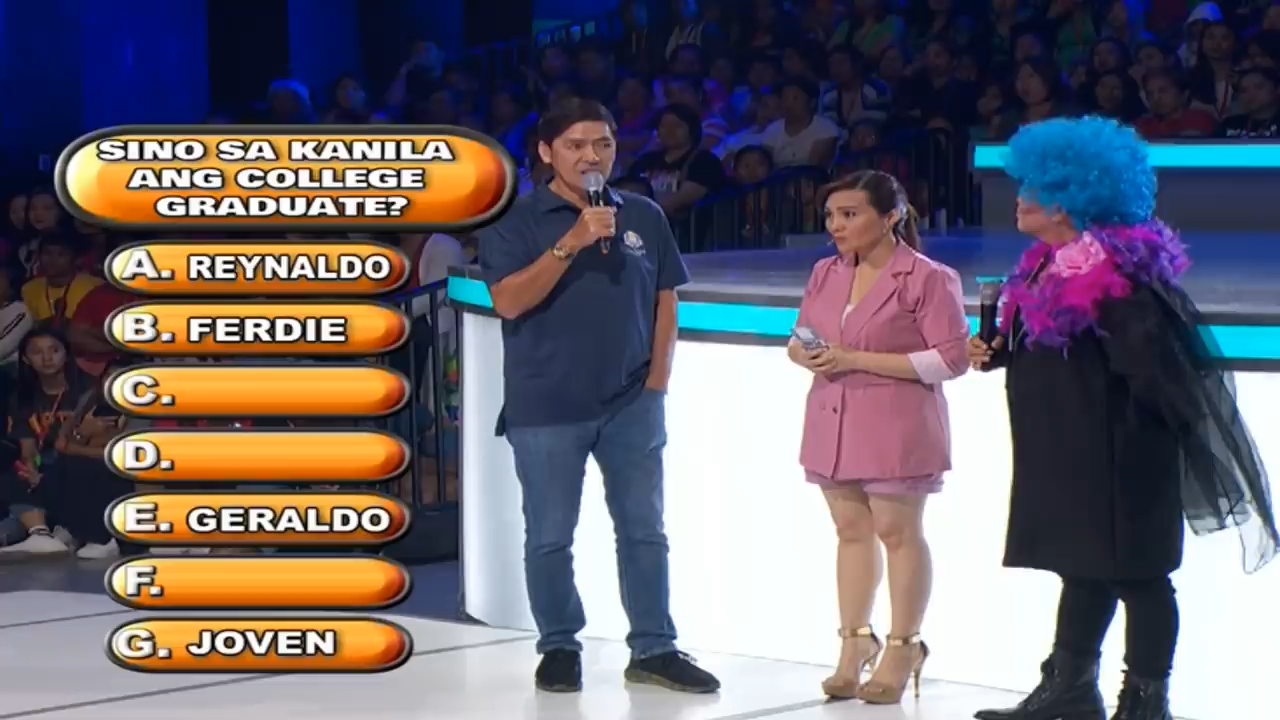 SINO SA KANILA
ANG COLLEGE
GRADUATE?
A. REYNALDO
B. FERDIE
C.
D.
E. GERALDO
F.
G. JOVEN